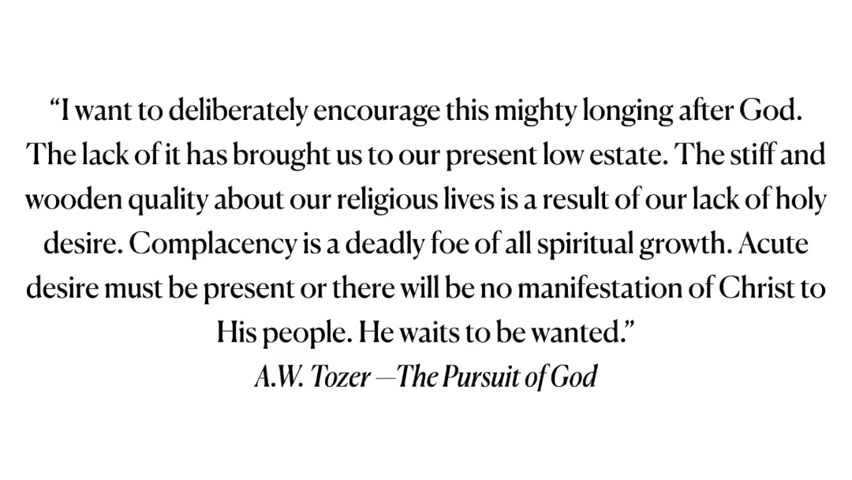 “I want to deliberately encourage this mighty longing after God.
The lack of it has brought us to our present low estate. The stiff and
wooden quality about our religious lives is a result of our lack of holy
desire. Complacency is a deadly foe of all spiritual growth. Acute
desire must be present or there will be no manifestation of Christ to
His people. He waits to be wanted.”
A.W. Tozer —The Pursuit of God